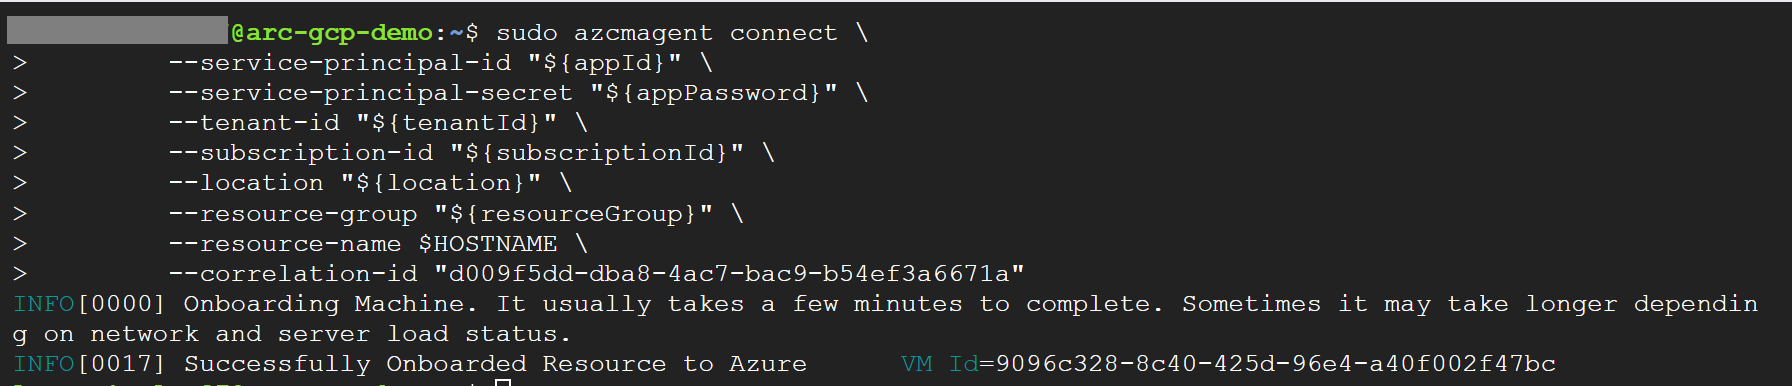 @arc-gcp-demo:~$ sudo azcmagent connect \
>         --service-principal-id "${appId}" \
>         --service-principal-secret "${appPassword}" \
>         --tenant-id "${tenantId}" \
>         --subscription-id "${subscriptionId}" \
>         --location "${location}" \
>         --resource-group "${resourceGroup}" \
>         --resource-name $HOSTNAME \
>         --correlation-id "d009f5dd-dba8-4ac7-bac9-b54ef3a6671a"
INFO[0000] Onboarding Machine. It usually takes a few minutes to complete. Sometimes it may take longer dependin
g on network and server load status.
INFO[0017] Successfully Onboarded Resource to Azure      VM Id=9096c328-8c40-425d-96e4-a40f002f47bc